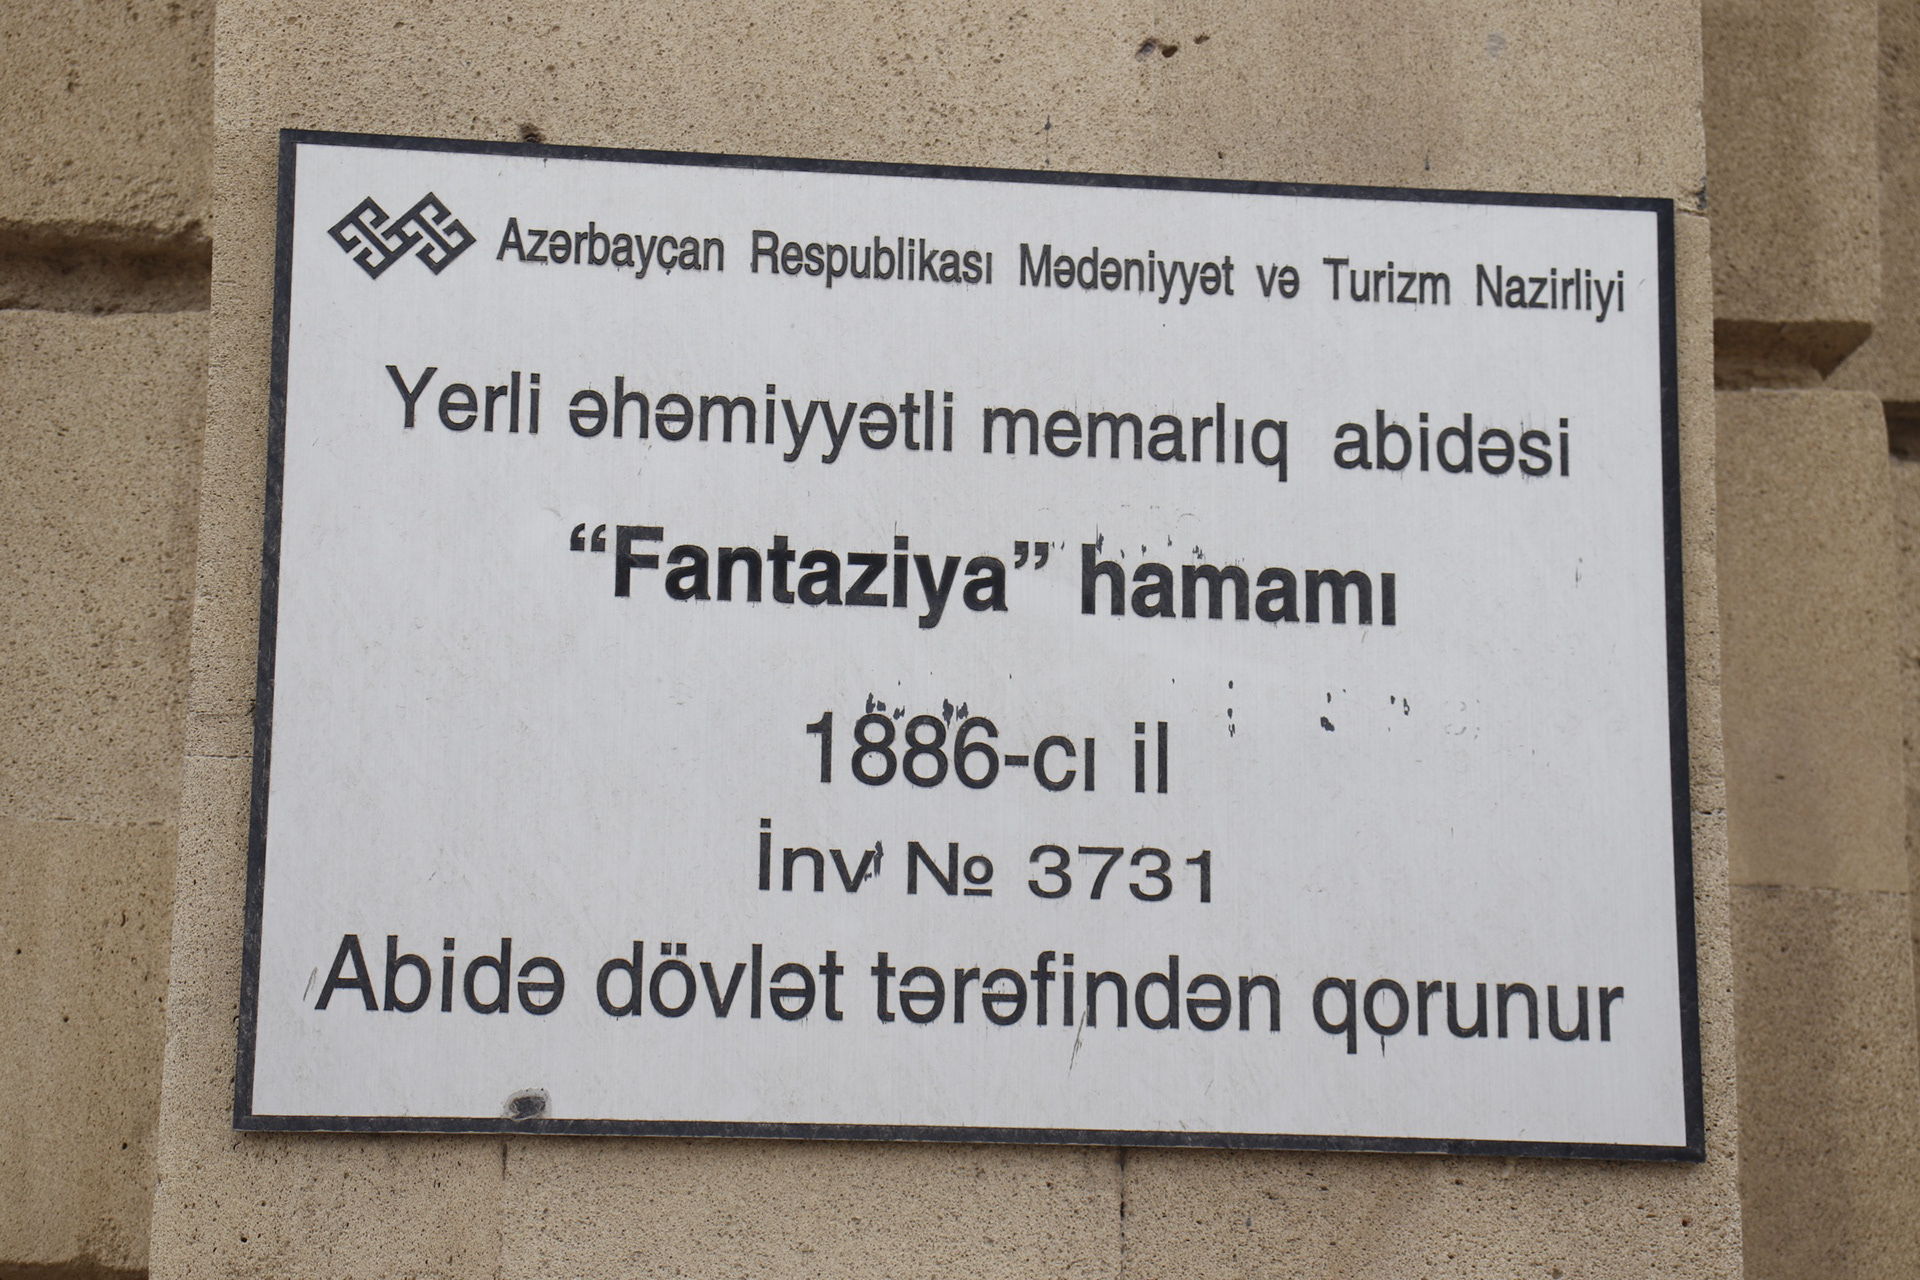 Azərbayçan Respublikası Mədəniyyət və Turizm Nazirliyi
Yerli əhəmiyyətli memarlıq abidəsi
“Fantaziya” hamamı
1886-cı il
İnv № 3731
Abidə dövlət tərəfindən qorunur